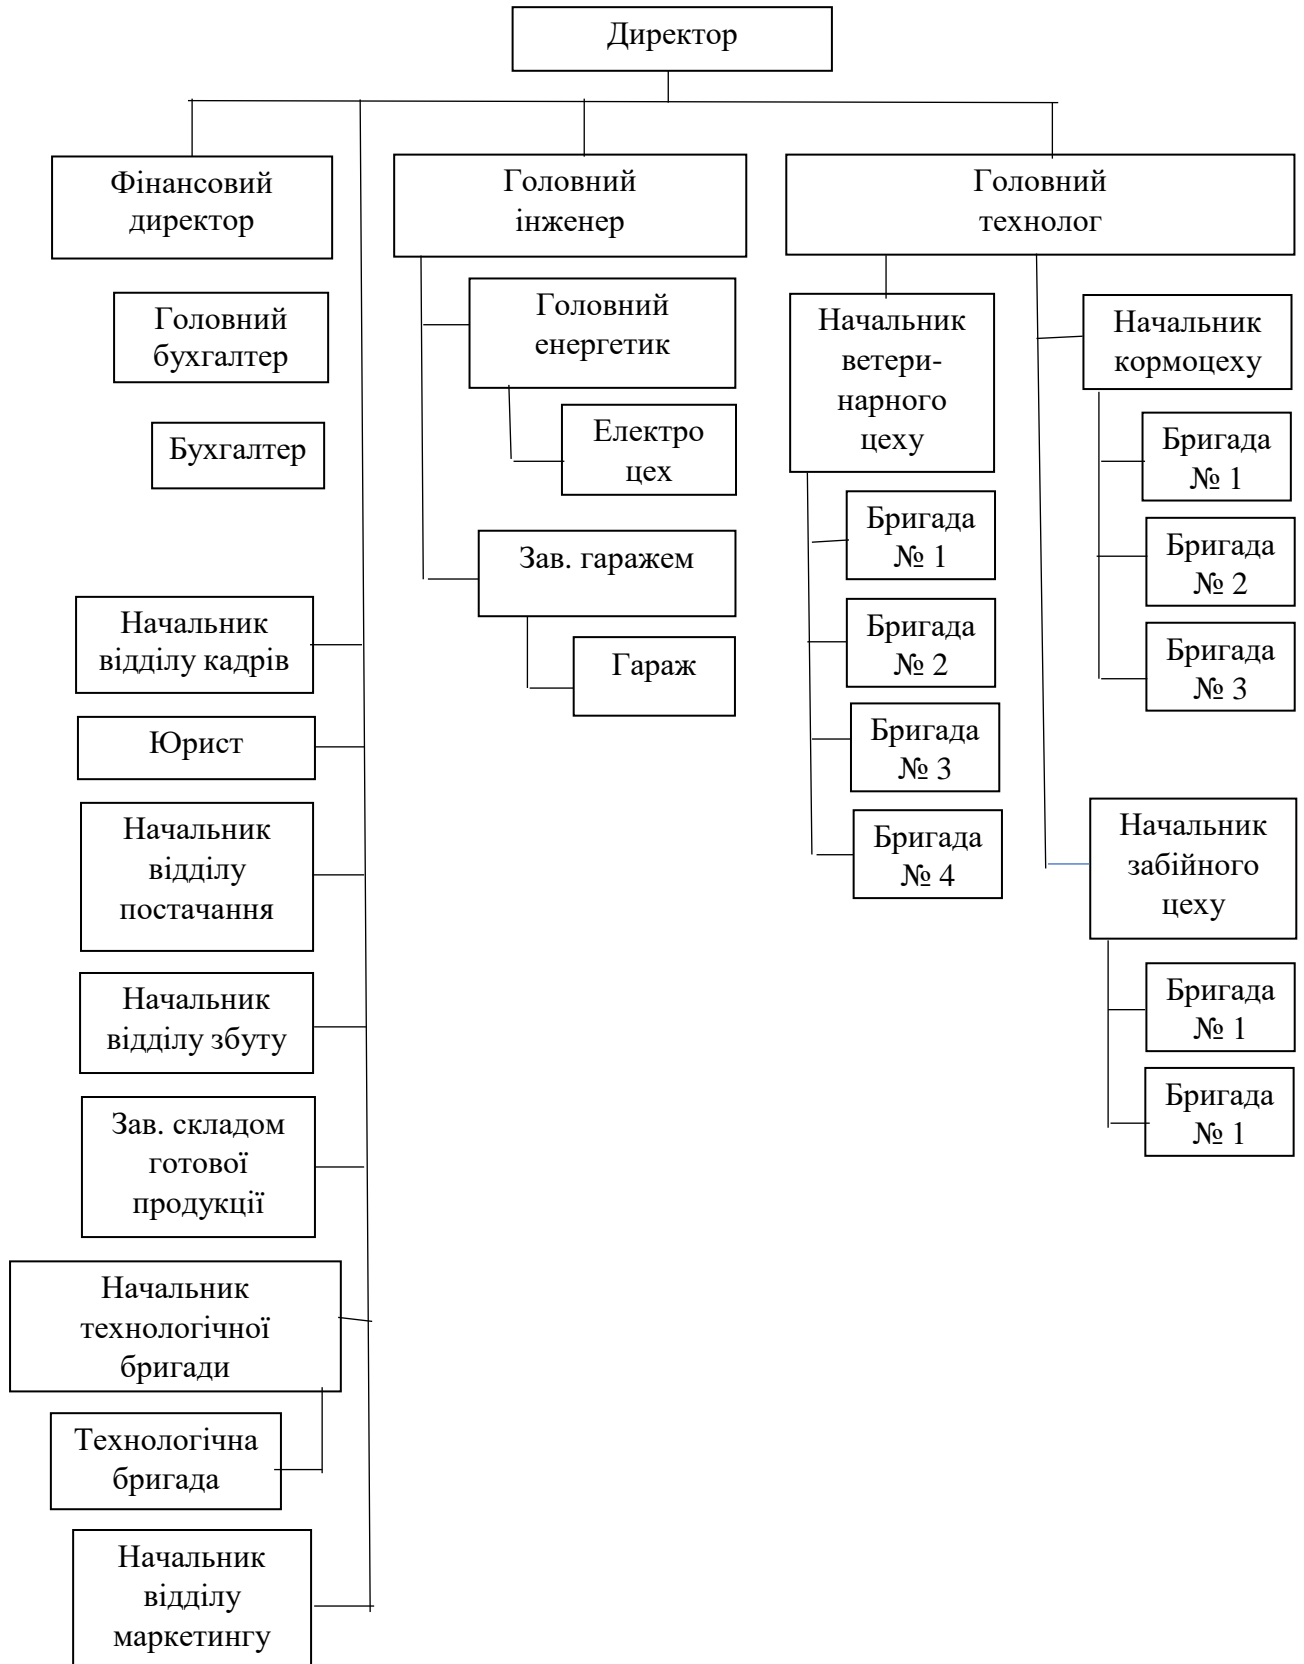 Директор
Фінансовий
директор
Головний
бухгалтер
Бухгалтер
Начальник
відділу кадрів
Юрист
Начальник
відділу
постачання
Начальник
відділу збуту
Зав. складом
готової
продукції
Начальник
технологічної
бригади
Технологічна
бригада
Начальник
відділу
маркетингу
Головний
інженер
Головний
енергетик
Електро
цех
Зав. гаражем
Гараж
Головний
технолог
Начальник
ветери-
нарного
цеху
Бригада
№ 1
Бригада
№ 2
Бригада
№ 3
Бригада
№ 4
Начальник
кормоцеху
Бригада
№ 1
Бригада
№ 2
Бригада
№ 3
Начальник
забійного
цеху
Бригада
№ 1
Бригада
№ 1